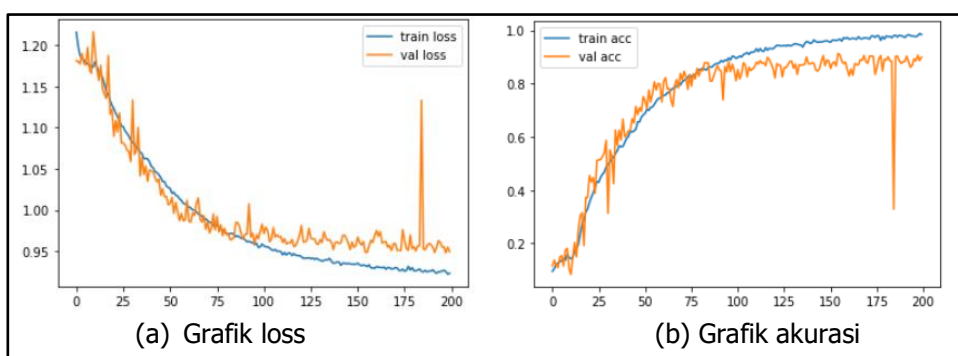 train loss
val loss
1.20
1.15
1.10
1.05
1.00
0.95
0 25 50 75 100 125 150 175 200
(a) Grafik loss
train acc
val acc
1.0
0.8
0.6
0.4
0.2
0 25 50 75 100 125 150 175 200
(b) Grafik akurasi